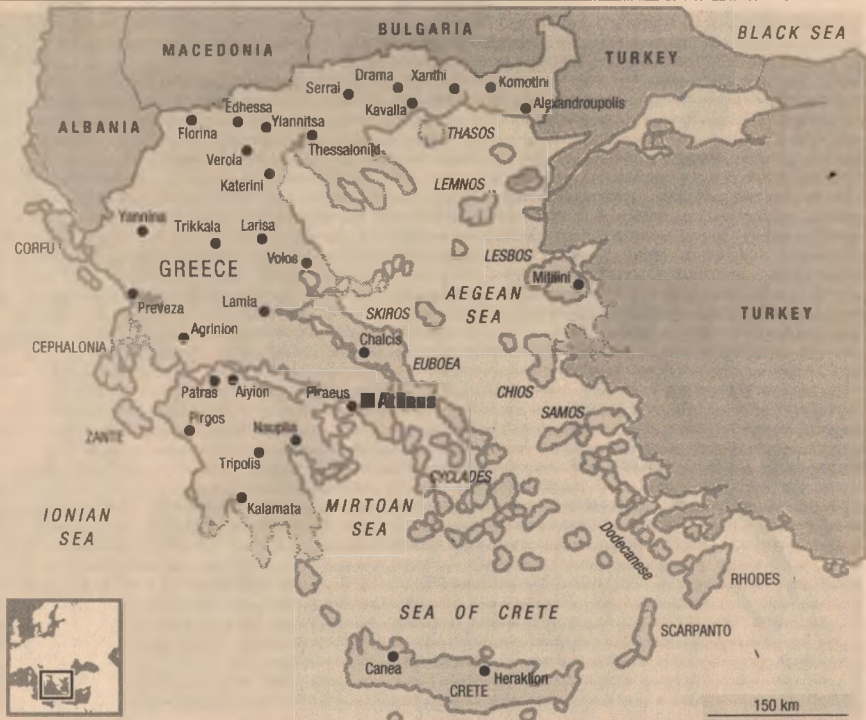 BLACK SEA
BULGARIA
MACEDONIA
TURKEY
ALBANIA
Drama
Xanthi
Komotini
Serrai
Kavalla
Alexandroupolis
Edhessa
Yiannitsa
Florina
THASOS
Thessaloniki
Verola
Katerini
LEMNOS
Yannina
Trikkala
Larisa
CORFU
Volos
LESBOS
GREECE
Mitilini
Preveza
Lamia
SKIROS
AEGEAN
SEA
TURKEY
Agrinion
CEPHALONIA
Chalcis
EUBOEA
CHIOS
Patras
Aiyion
Piraeus
SAMOS
Pirgos
Nauplia
ZANTE
Tripolis
CYCLADES
Kalamata
MIRTOAN
SEA
IONIAN
SEA
Dodecanese
RHODES
SEA OF CRETE
SCARPANTO
Canea
Heraklion
CRETE
150 km